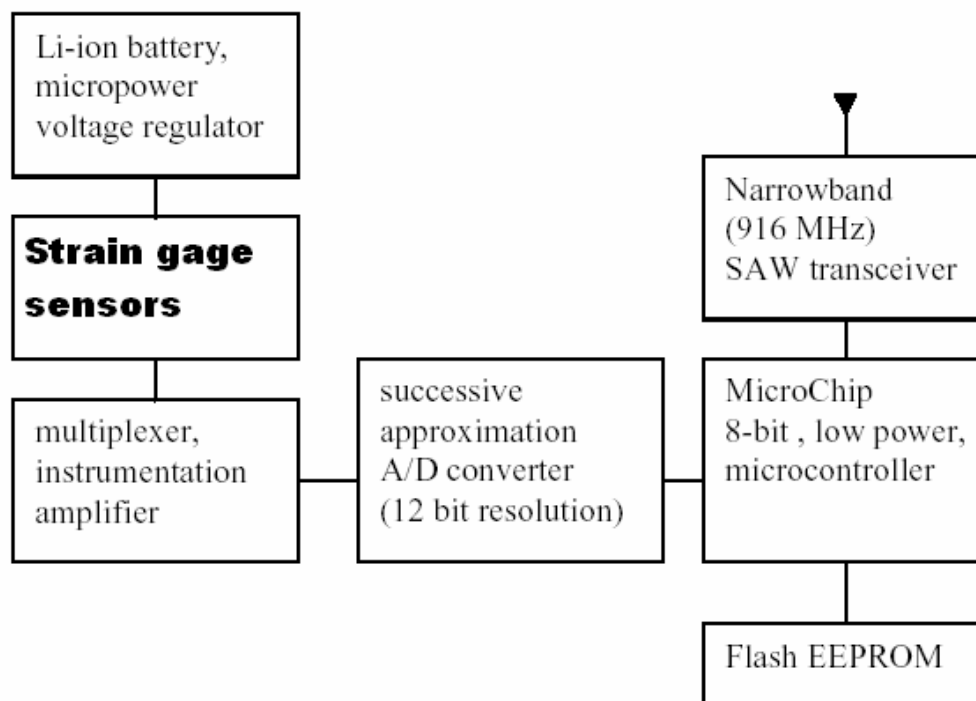 Li-ion battery,
micropower
voltage regulator
Strain gage
sensors
multiplexer,
instrumentation
amplifier
successive
approximation
A/D converter
(12 bit resolution)
Narrowband
(916 MHz)
SAW transceiver
MicroChip
8-bit , low power,
microcontroller
Flash EEPROM